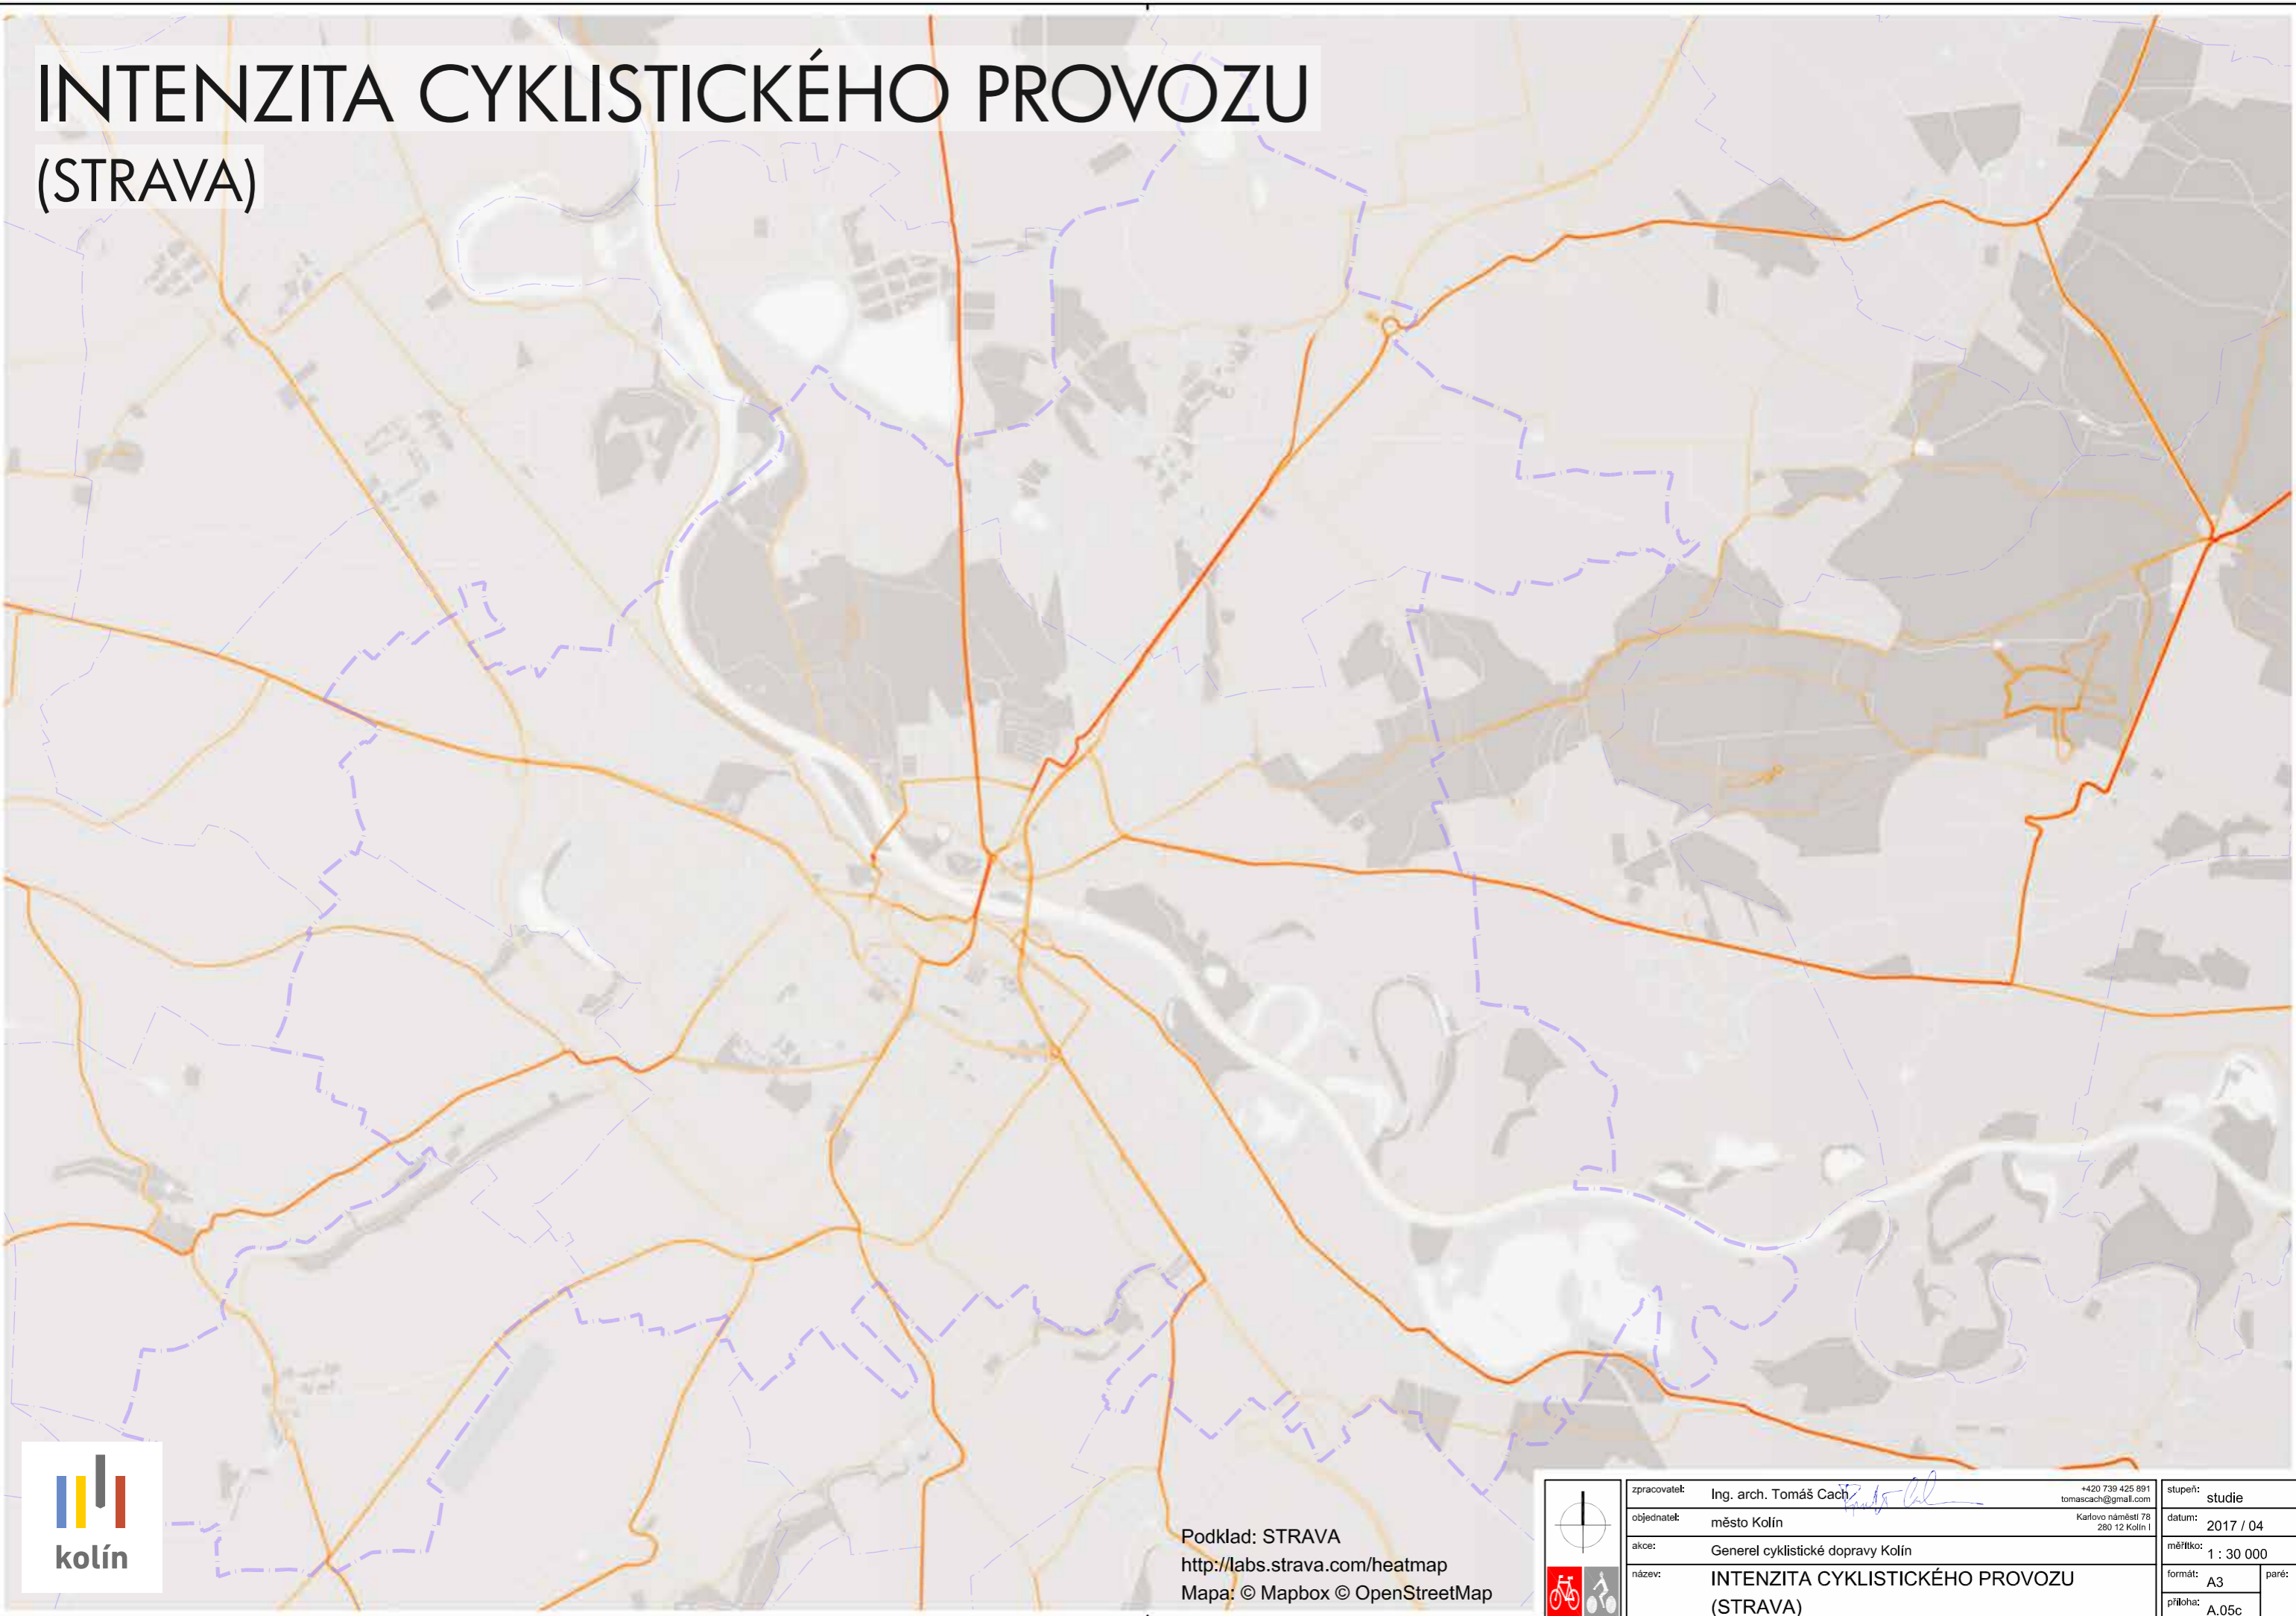 INTENZITA CYKLISTICKÉHO PROVOZU
(STRAVA)
kolín
Podklad: STRAVA
http://labs.strava.com/heatmap
Mapa: © Mapbox © OpenStreetMap
zpracovatel: Ing. arch. Tomáš Cach +420 739 425 891
tomascach@gmail.com
objednatel: město Kolín Karlovo náměstí 78
280 12 Kolín I
akce: Generel cyklistické dopravy Kolín
název: INTENZITA CYKLISTICKÉHO PROVOZU
(STRAVA)
stupeň: studie
datum: 2017 / 04
měřítko: 1 : 30 000
formát: A3 paré:
příloha: A.05c